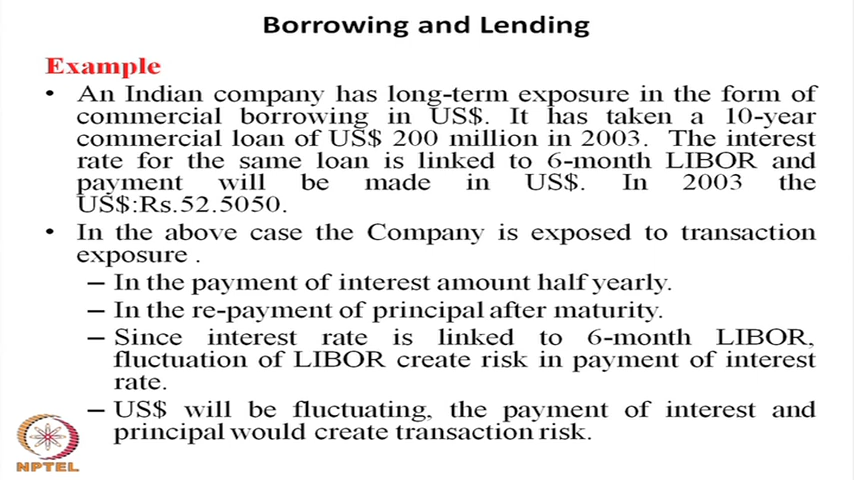 Borrowing and Lending
Example
• An Indian company has long-term exposure in the form of
commercial borrowing in US$. It has taken a 10-year
commercial loan of US$ 200 million in 2003. The interest
rate for the same loan is linked to 6-month LIBOR and
payment will be made in US$. In 2003 the
US$:Rs.52.5050.
• In the above case the Company is exposed to transaction
exposure .
– In the payment of interest amount half yearly.
– In the re-payment of principal after maturity.
– Since interest rate is linked to 6-month LIBOR,
fluctuation of LIBOR create risk in payment of interest
rate.
– US$ will be fluctuating, the payment of interest and
principal would create transaction risk.
NPTEL